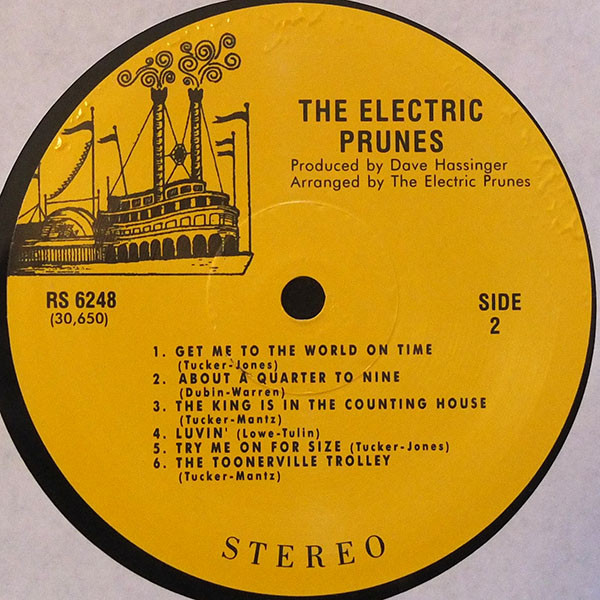 THE ELECTRIC
PRUNES
Produced by Dave Hassinger
Arranged by The Electric Prunes
RS 6248
(30,650)
SIDE
2
1. GET ME TO THE WORLD ON TIME
(Tucker-Jones)
2. ABOUT A QUARTER TO NINE
(Dubin-Warren)
3. THE KING IS IN THE COUNTING HOUSE
(Tucker-Mantz)
4. LUVIN' (Lowe-Tulin)
5. TRY ME ON FOR SIZE (Tucker-Jones)
6. THE TOONERVILLE TROLLEY
(Tucker-Mantz)
STEREO